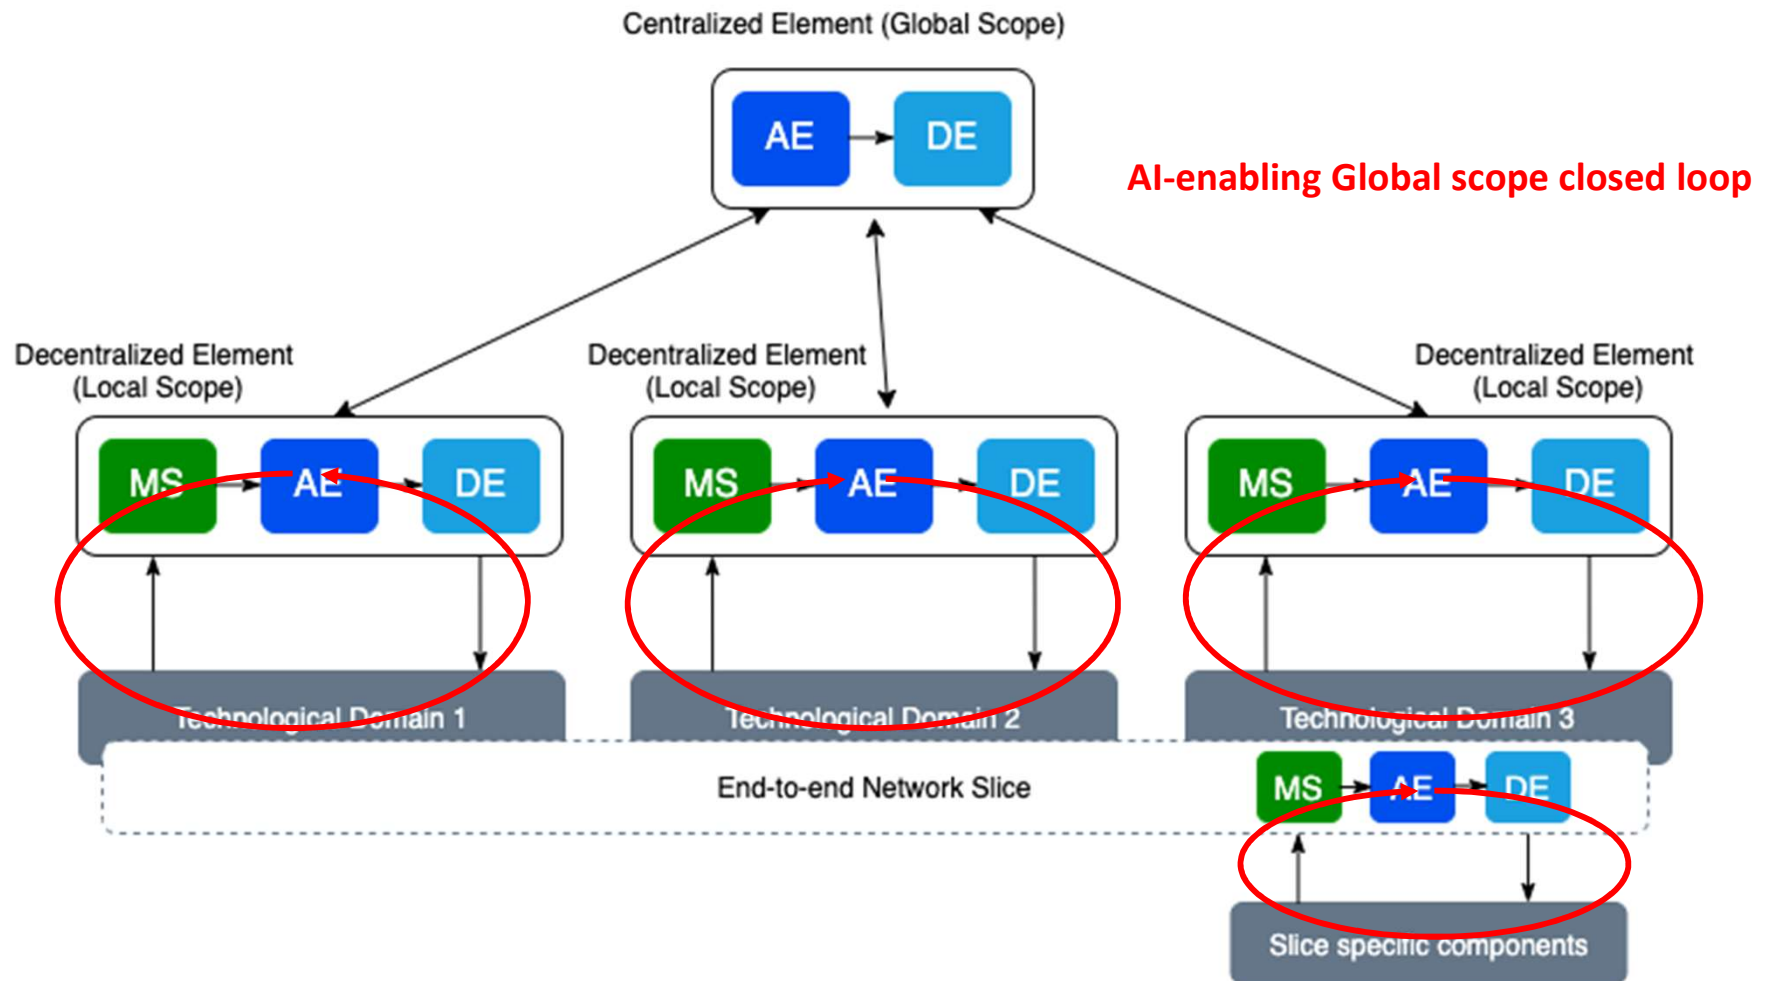 Centralized Element (Global Scope)
AE
DE
AI-enabling Global scope closed loop
Decentralized Element
(Local Scope)
Decentralized Element
(Local Scope)
Decentralized Element
(Local Scope)
MS
AE
DE
MS
AE
DE
MS
AE
DE
Technological Domain 1
Technological Domain 2
Technological Domain 3
End-to-end Network Slice
MS
AE
DE
Slice specific components